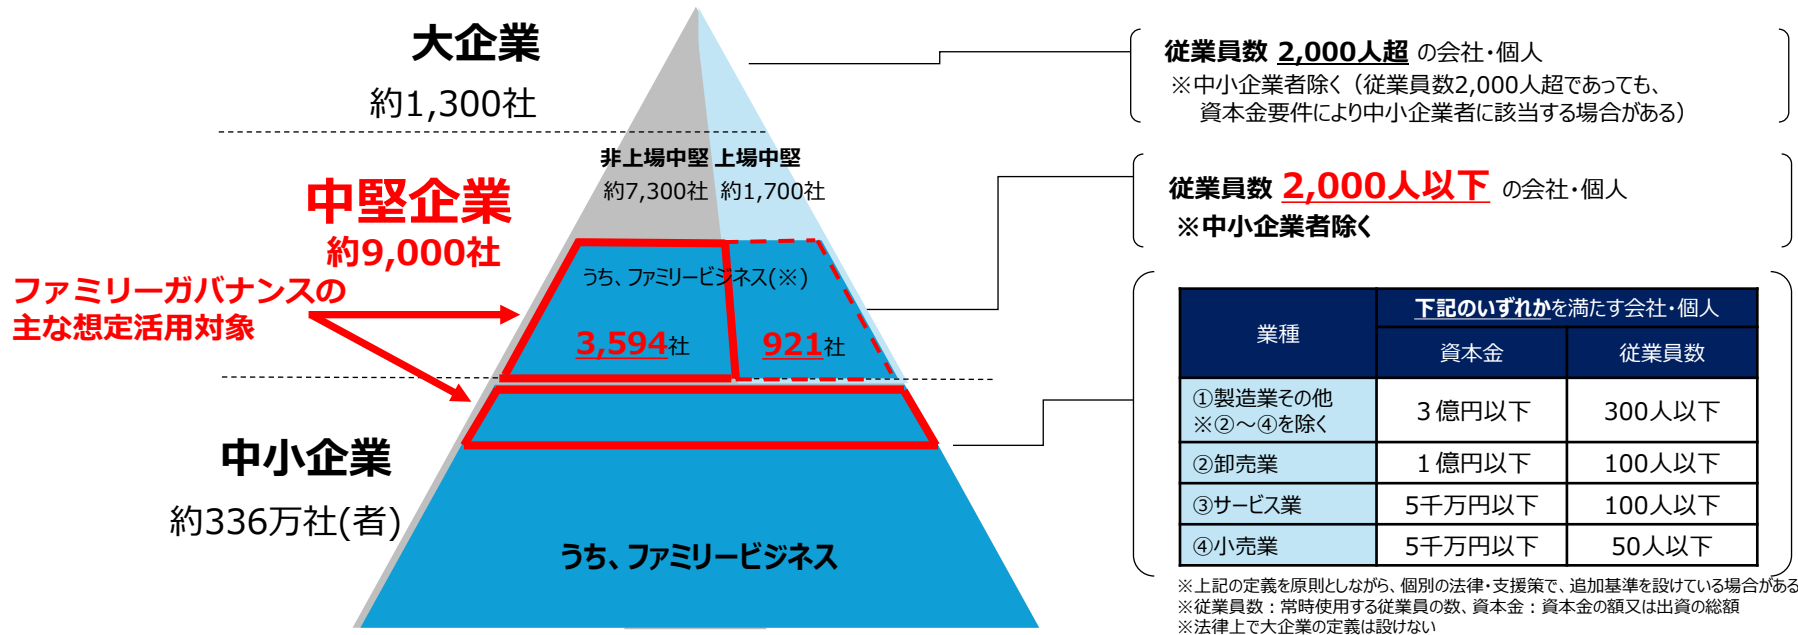 大企業
約1,300社
非上場中堅 上場中堅
約7,300社 約1,700社
中堅企業
約9,000社
ファミリーガバナンスの
主な想定活用対象
うち、ファミリービジネス(※)
3,594社 921社
中小企業
約336万社(者)
うち、ファミリービジネス
従業員数 2,000人超 の会社・個人
※中小企業者除く（従業員数2,000人超であっても、
資本金要件により中小企業者に該当する場合がある）
従業員数 2,000人以下 の会社・個人
※中小企業者除く
業種 下記のいずれかを満たす会社・個人
資本金 従業員数
①製造業その他
※②～④を除く
３億円以下 300人以下
②卸売業 １億円以下 100人以下
③サービス業 5千万円以下 100人以下
④小売業 5千万円以下 50人以下
※上記の定義を原則としながら、個別の法律・支援策で、追加基準を設けている場合がある
※従業員数：常時使用する従業員の数、資本金：資本金の額又は出資の総額
※法律上で大企業の定義は設けない